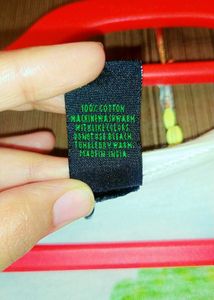 100% COTTON
MACHINE WASH WARM
WITH LIKE COLORS.
DO NOT USE BLEACH.
TUMBLE DRY WARM.
MADE IN INDIA.